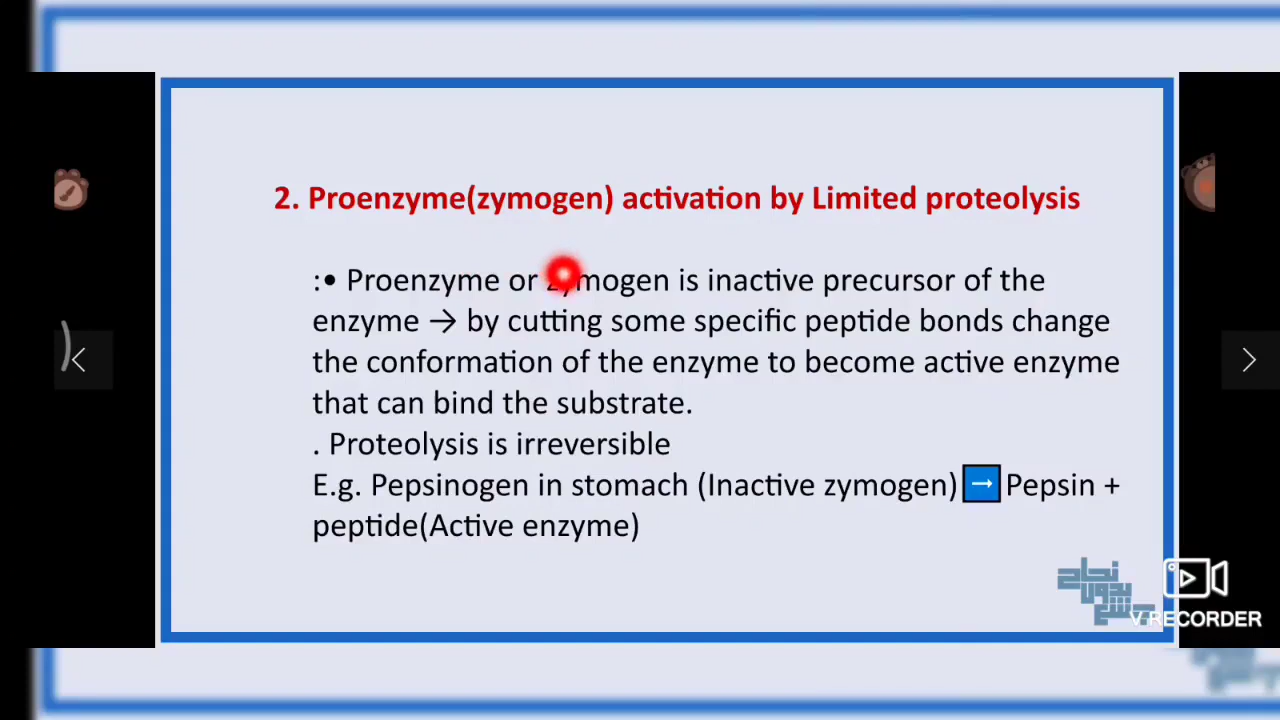 2. Proenzyme(zymogen) activation by Limited proteolysis
:• Proenzyme or zymogen is inactive precursor of the
enzyme → by cutting some specific peptide bonds change
the conformation of the enzyme to become active enzyme
that can bind the substrate.
. Proteolysis is irreversible
E.g. Pepsinogen in stomach (Inactive zymogen) ➡ Pepsin +
peptide(Active enzyme)
نجاح
بدون
V RECORDER